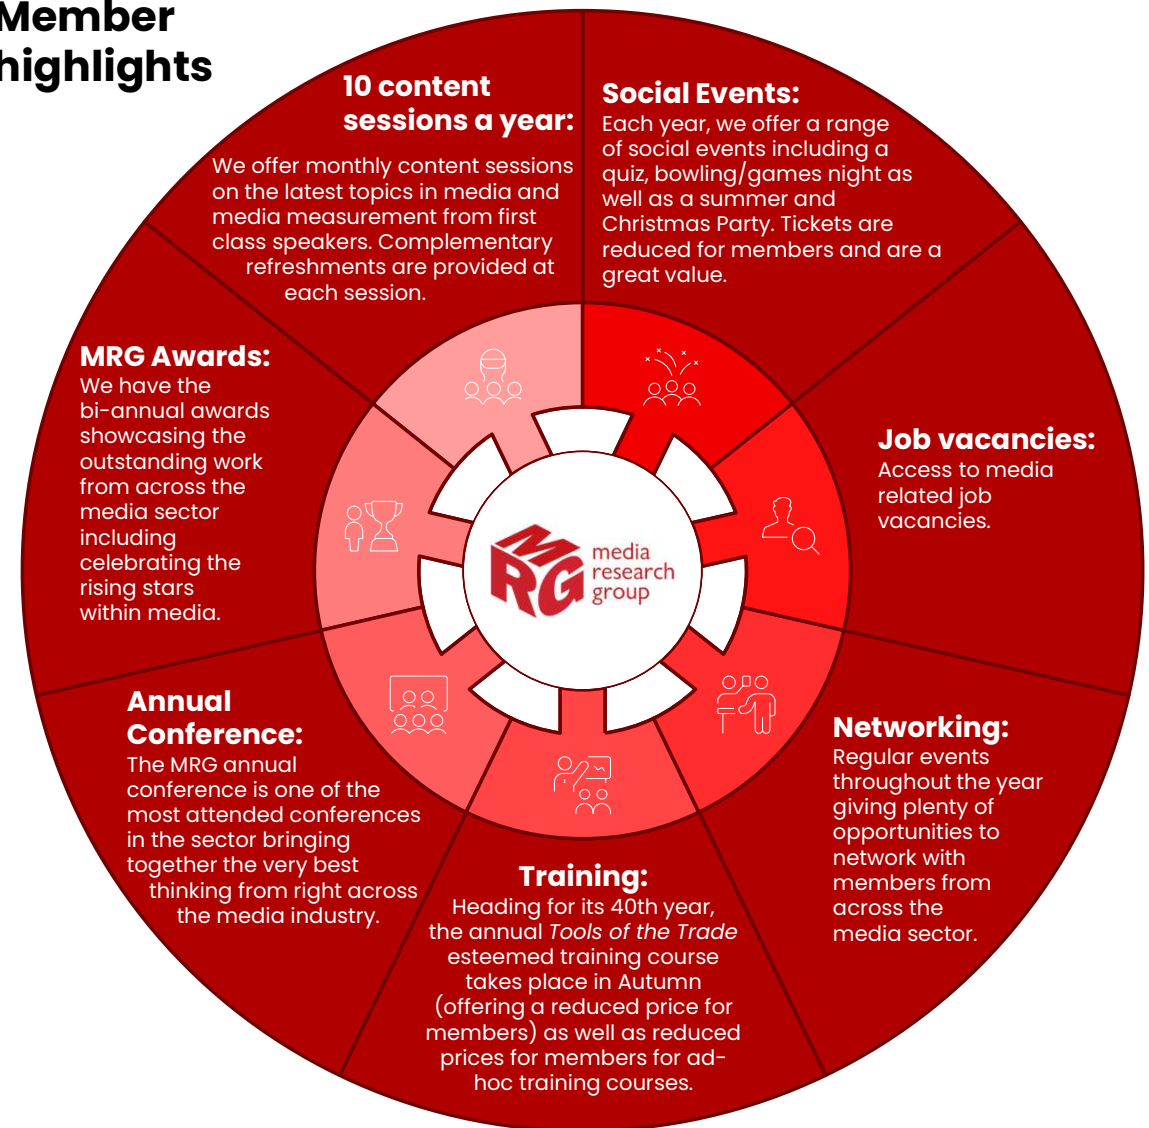 Member
highlights
10 content
sessions a year:
We offer monthly content sessions
on the latest topics in media and
media measurement from first
class speakers. Complementary
refreshments are provided at
each session.
Social Events:
Each year, we offer a range
of social events including a
quiz, bowling/games night as
well as a summer and
Christmas Party. Tickets are
reduced for members and are a
great value.
Job vacancies:
Access to media
related job
vacancies.
Networking:
Regular events
throughout the year
giving plenty of
opportunities to
network with
members from
across the
media sector.
Training:
Heading for its 40th year,
the annual Tools of the Trade
esteemed training course
takes place in Autumn
(offering a reduced price for
members) as well as reduced
prices for members for ad-
hoc training courses.
Annual
Conference:
The MRG annual
conference is one of the
most attended conferences
in the sector bringing
together the very best
thinking from right across
the media industry.
MRG Awards:
We have the
bi-annual awards
showcasing the
outstanding work
from across the
media sector
including
celebrating the
rising stars
within media.
MRG
media
research
group